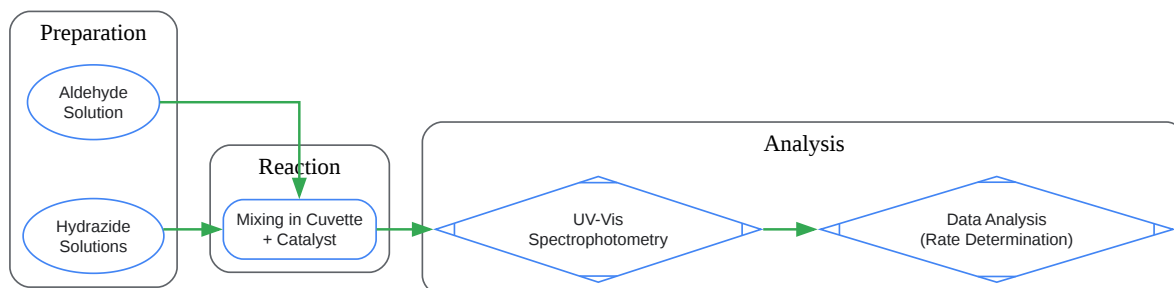 Preparation
Aldehyde
Solution
Hydrazide
Solutions
Reaction
Mixing in Cuvette
+ Catalyst
Analysis
UV-Vis
Spectrophotometry
Data Analysis
(Rate Determination)